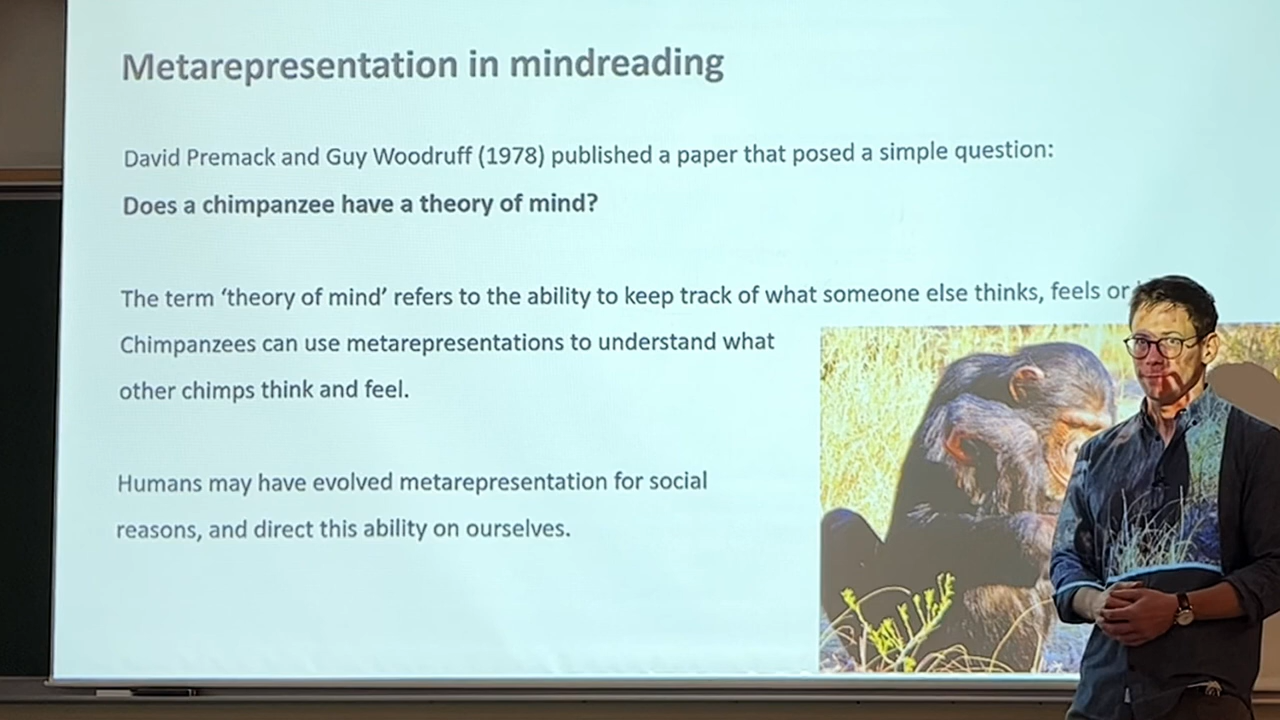 Metarepresentation in mindreading
David Premack and Guy Woodruff (1978) published a paper that posed a simple question:
Does a chimpanzee have a theory of mind?
The term ‘theory of mind’ refers to the ability to keep track of what someone else thinks, feels or
Chimpanzees can use metarepresentations to understand what
other chimps think and feel.
Humans may have evolved metarepresentation for social
reasons, and direct this ability on ourselves.